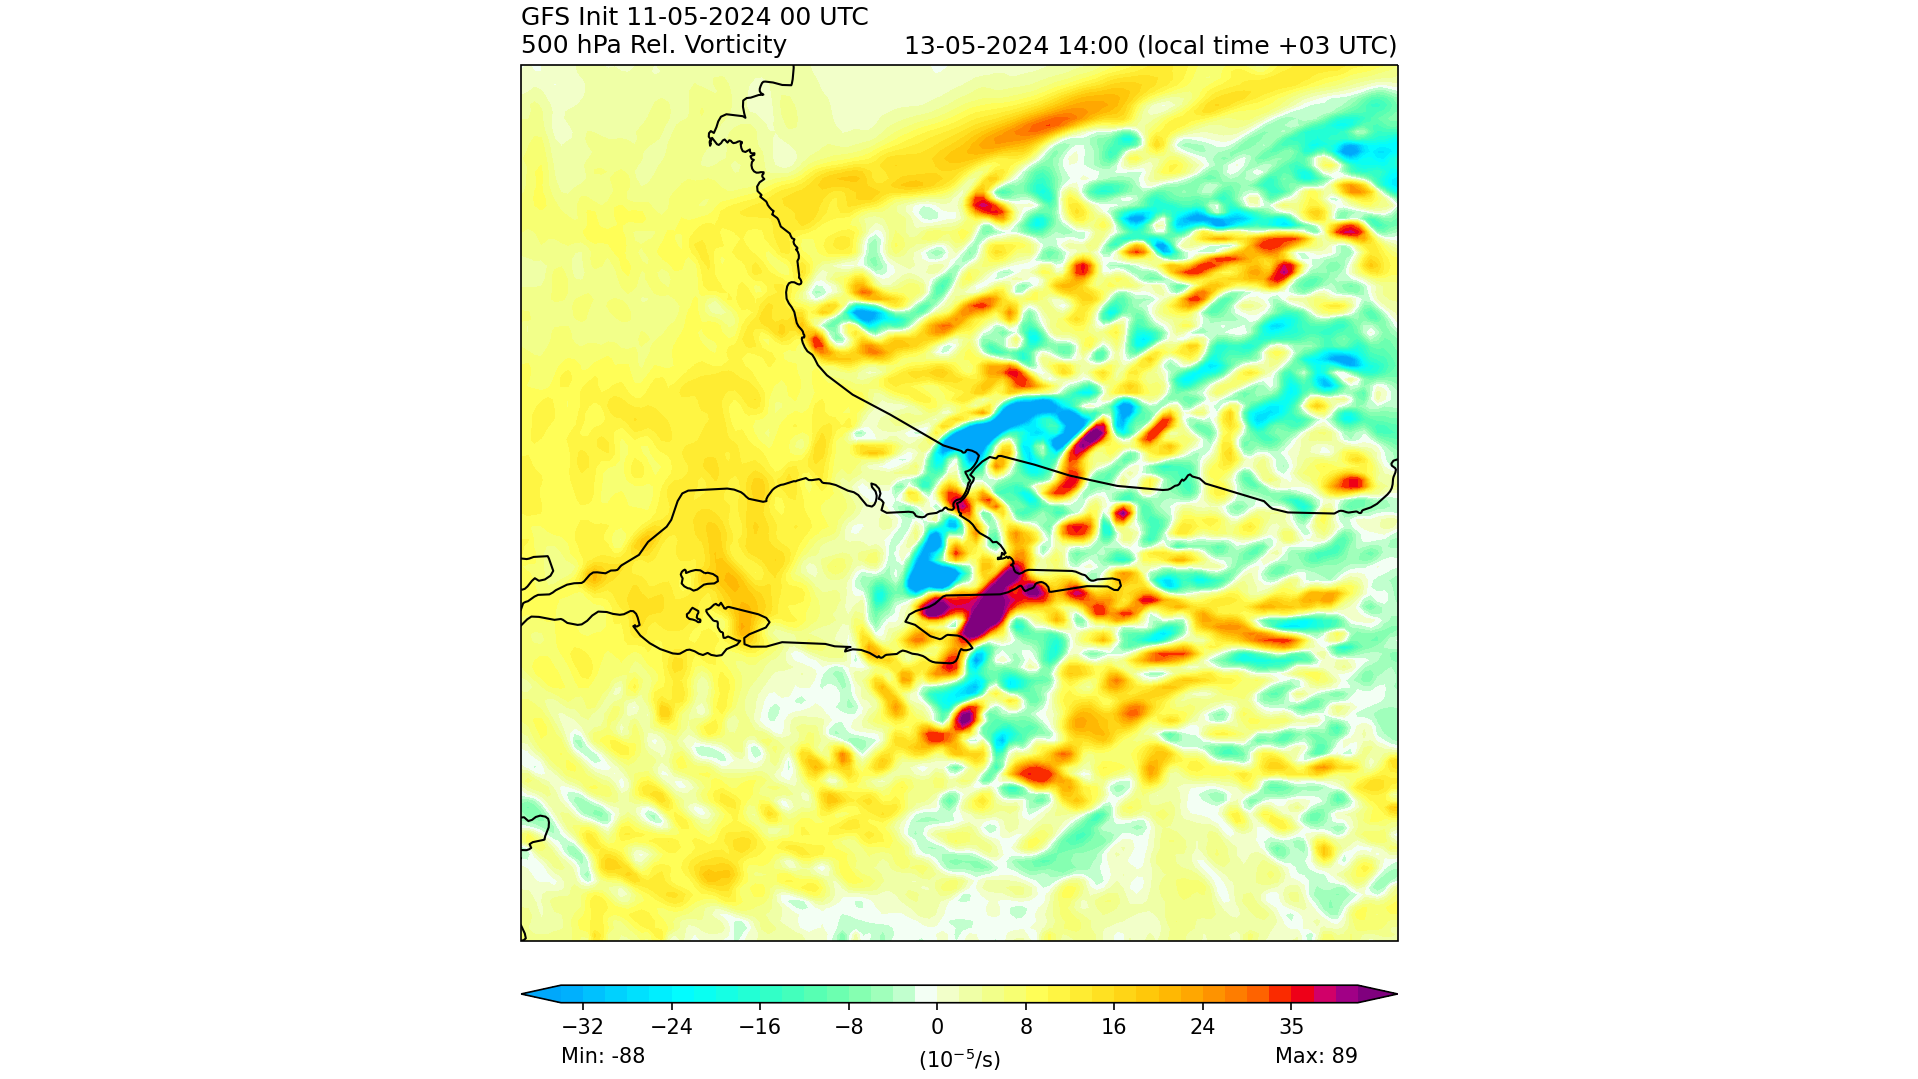 GFS Init 11-05-2024 00 UTC
500 hPa Rel. Vorticity
13-05-2024 14:00 (local time +03 UTC)
−32 −24 −16 −8 0 8 16 24 35
Min: -88
(10⁻⁵/s)
Max: 89